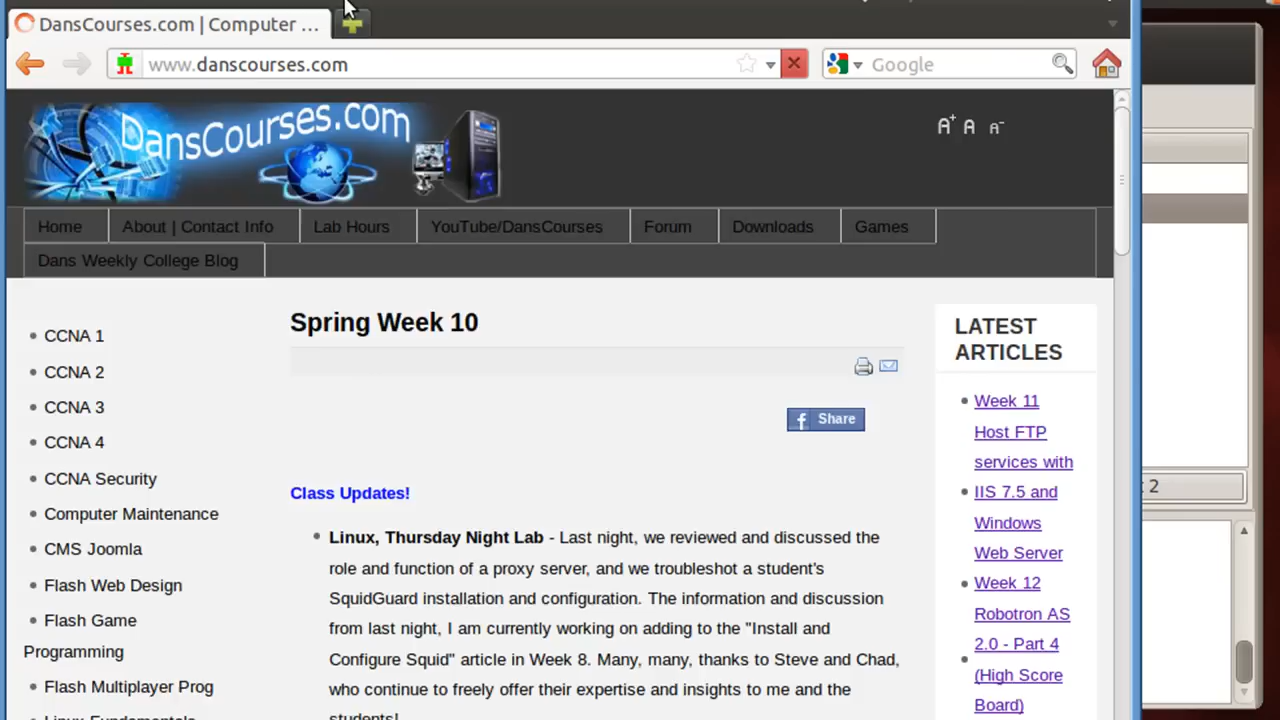 DansCourses.com | Computer ...
www.danscourses.com
Google
DansCourses.com
A+ A A-
Home
About | Contact Info
Lab Hours
YouTube/DansCourses
Forum
Downloads
Games
Dans Weekly College Blog
CCNA 1
CCNA 2
CCNA 3
CCNA 4
CCNA Security
Computer Maintenance
CMS Joomla
Flash Web Design
Flash Game
Programming
Flash Multiplayer Prog
Linux Fundamentals
Spring Week 10
f Share
Class Updates!
Linux, Thursday Night Lab - Last night, we reviewed and discussed the
role and function of a proxy server, and we troubleshot a student's
SquidGuard installation and configuration. The information and discussion
from last night, I am currently working on adding to the "Install and
Configure Squid" article in Week 8. Many, many, thanks to Steve and Chad,
who continue to freely offer their expertise and insights to me and the
students!
LATEST
ARTICLES
Week 11
Host FTP
services with
IIS 7.5 and
Windows
Web Server
Week 12
Robotron AS
2.0 - Part 4
(High Score
Board)
2